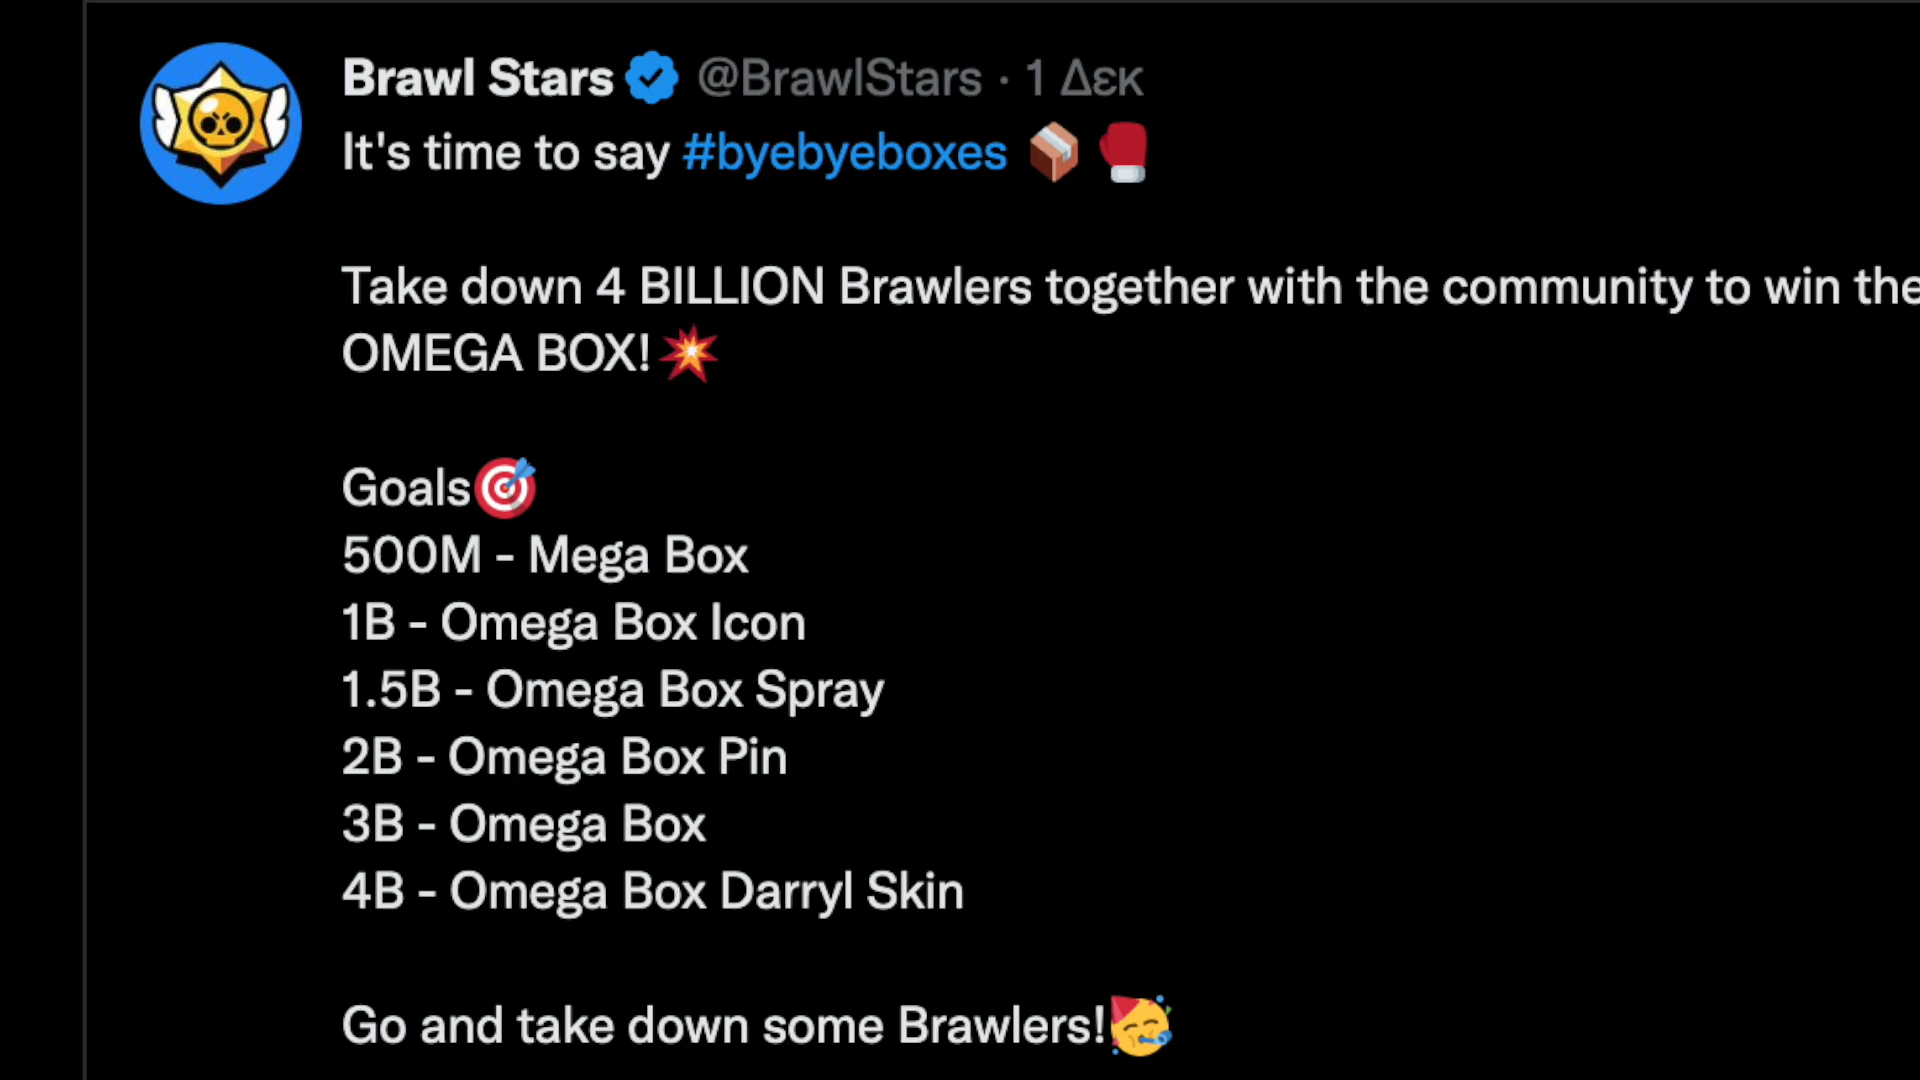 Brawl Stars @BrawlStars · 1 Δεκ
It's time to say #byebyeboxes 📦 🥊
Take down 4 BILLION Brawlers together with the community to win the
OMEGA BOX!💥
Goals🎯
500M - Mega Box
1B - Omega Box Icon
1.5B - Omega Box Spray
2B - Omega Box Pin
3B - Omega Box
4B - Omega Box Darryl Skin
Go and take down some Brawlers!🥳